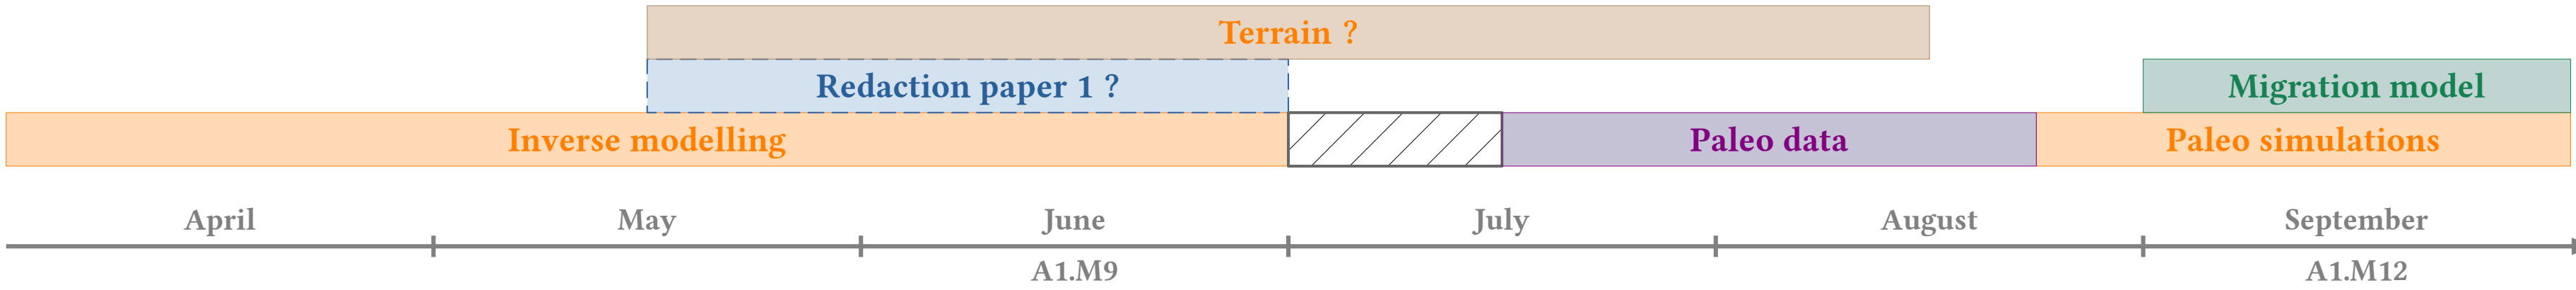 Terrain ?
Redaction paper 1 ?
Migration model
Inverse modelling
Paleo data
Paleo simulations
April
May
June
July
August
September
A1.M9
A1.M12